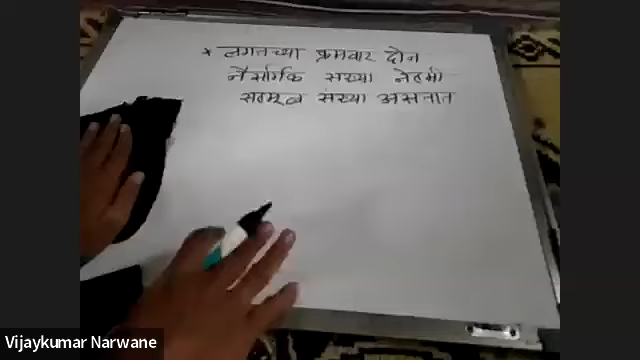 * लगतच्या क्रमवार दोन
नैसर्गिक संख्या नेहमी
सहमूळ संख्या असतात
Vijaykumar Narwane